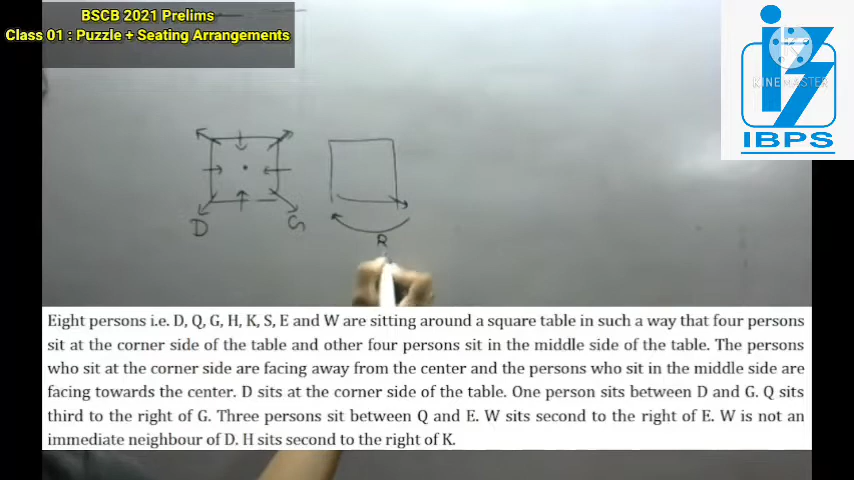 BSCB 2021 Prelims
Class 01 : Puzzle + Seating Arrangements
KINEMASTER
IBPS
D
G
R
Eight persons i.e. D, Q, G, H, K, S, E and W are sitting around a square table in such a way that four persons
sit at the corner side of the table and other four persons sit in the middle side of the table. The persons
who sit at the corner side are facing away from the center and the persons who sit in the middle side are
facing towards the center. D sits at the corner side of the table. One person sits between D and G. Q sits
third to the right of G. Three persons sit between Q and E. W sits second to the right of E. W is not an
immediate neighbour of D. H sits second to the right of K.